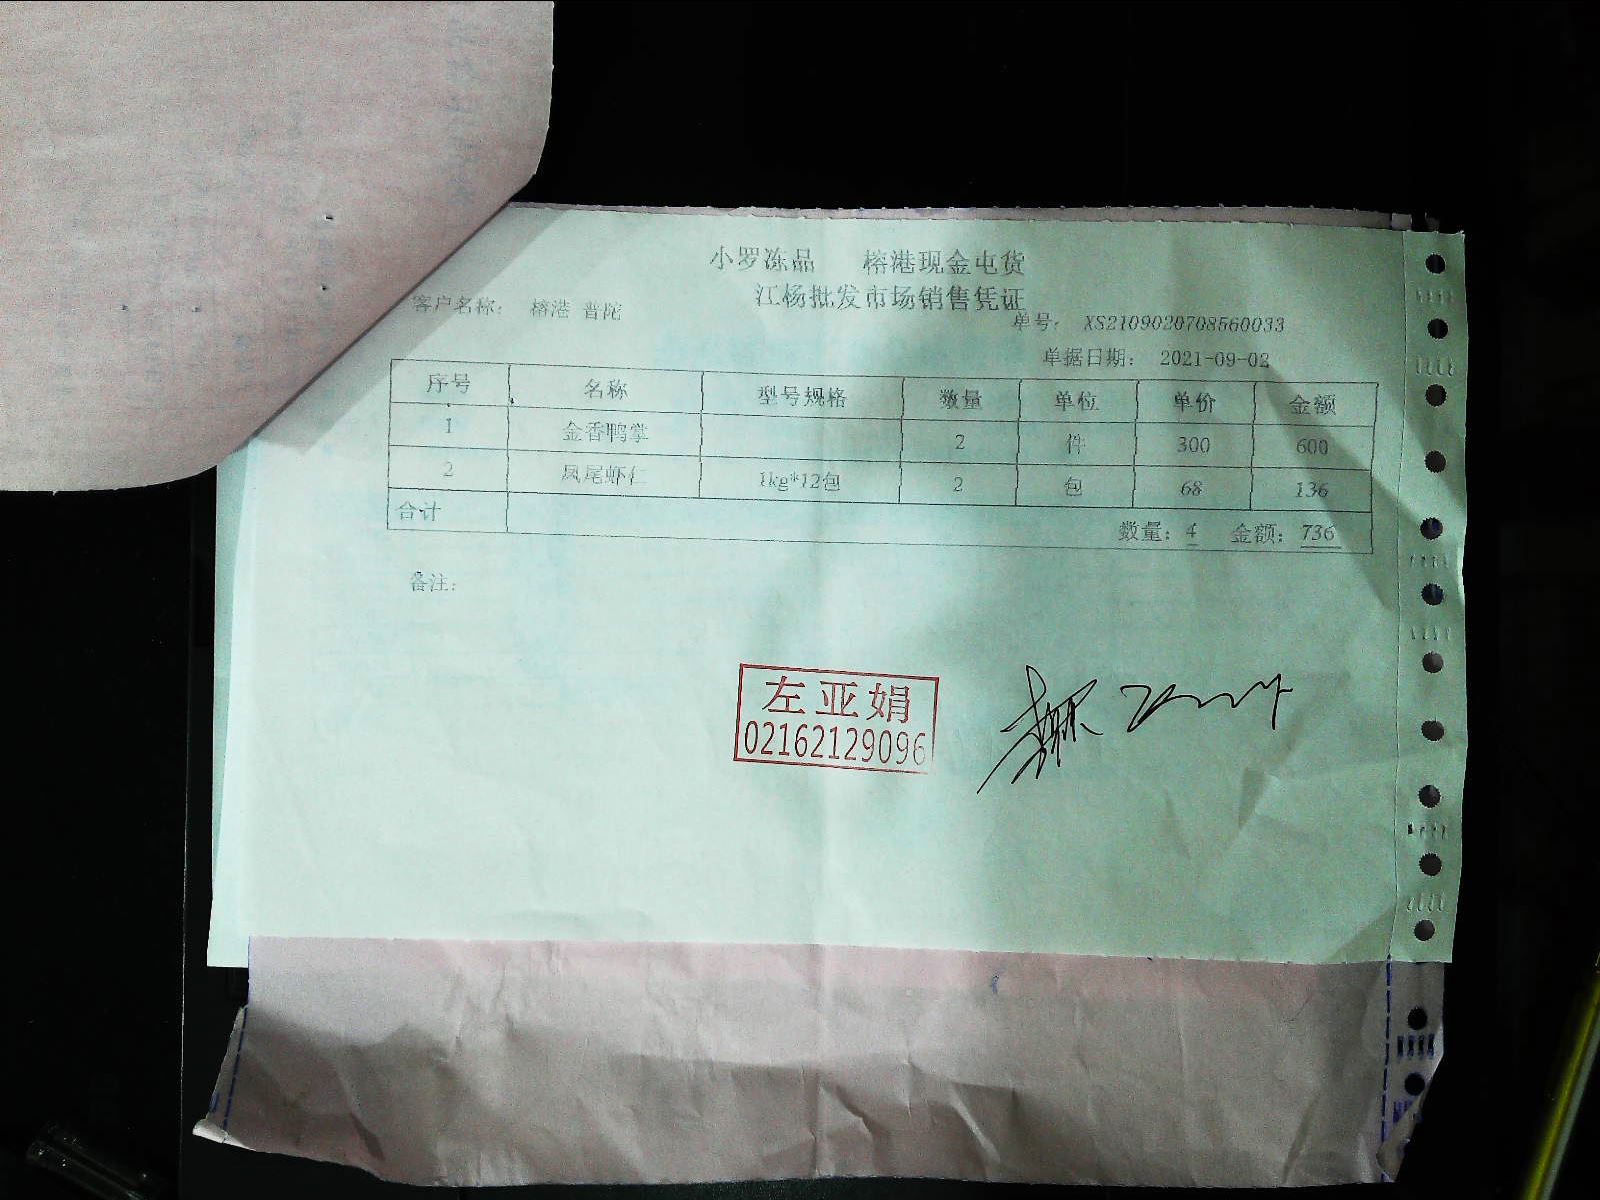 小罗冻品 榕港现金屯货
江杨批发市场销售凭证
客户名称: 榕港 普陀
单号: XS2109020708560033
单据日期: 2021-09-02
序号 名称 型号规格 数量 单位 单价 金额
1 金香鸭掌 2 件 300 600
2 凤尾虾仁 1kg*12包 2 包 68 136
合计 数量: 4 金额: 736
备注:
左亚娟
02162129096